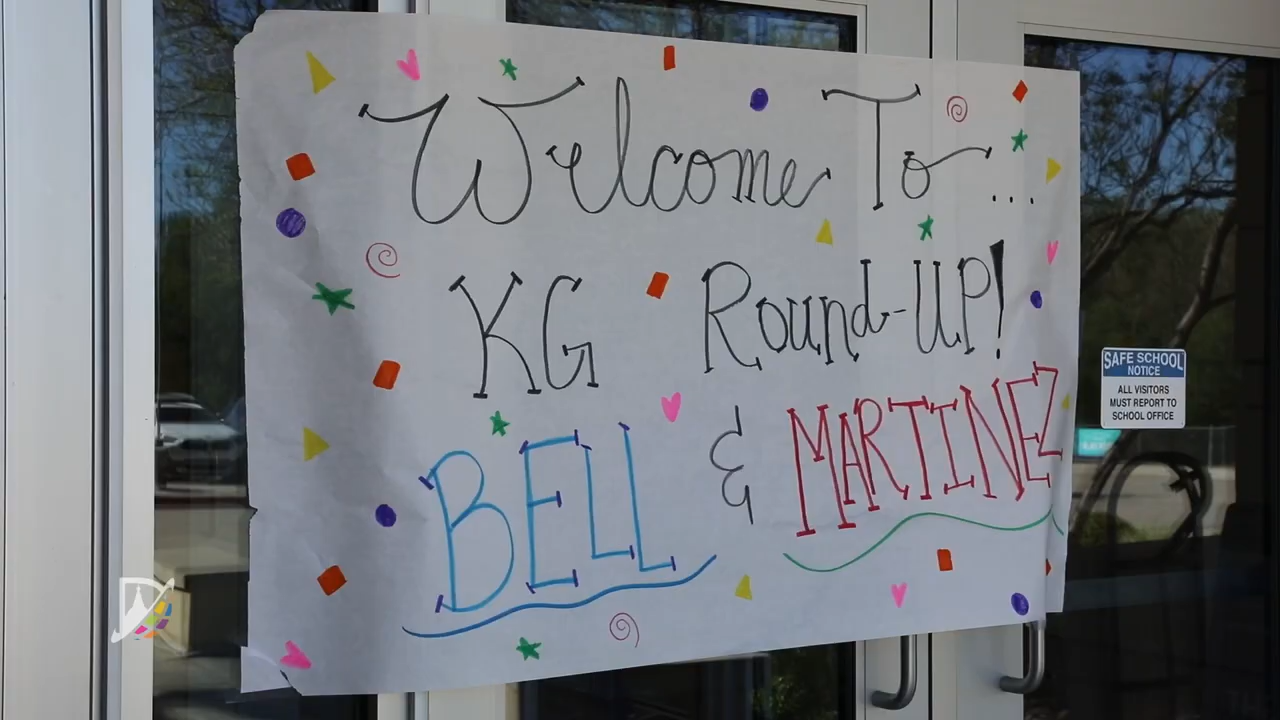 Welcome To...
KG Round-UP!
BELL & MARTINEZ
SAFE SCHOOL
NOTICE
ALL VISITORS
MUST REPORT TO
SCHOOL OFFICE